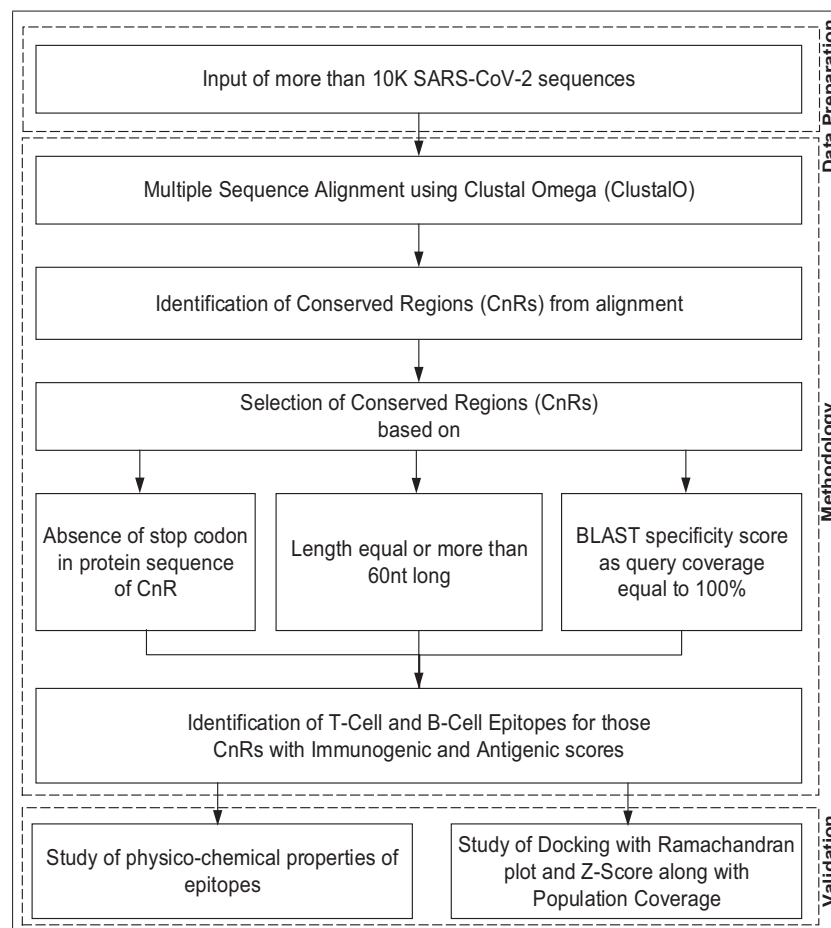 Data Preparation
Input of more than 10K SARS-CoV-2 sequences
Methodology
Multiple Sequence Alignment using Clustal Omega (ClustalO)
Identification of Conserved Regions (CnRs) from alignment
Selection of Conserved Regions (CnRs)
based on
Absence of stop codon
in protein sequence
of CnR
Length equal or more than
60nt long
BLAST specificity score
as query coverage
equal to 100%
Identification of T-Cell and B-Cell Epitopes for those
CnRs with Immunogenic and Antigenic scores
Validation
Study of physico-chemical properties of
epitopes
Study of Docking with Ramachandran
plot and Z-Score along with
Population Coverage